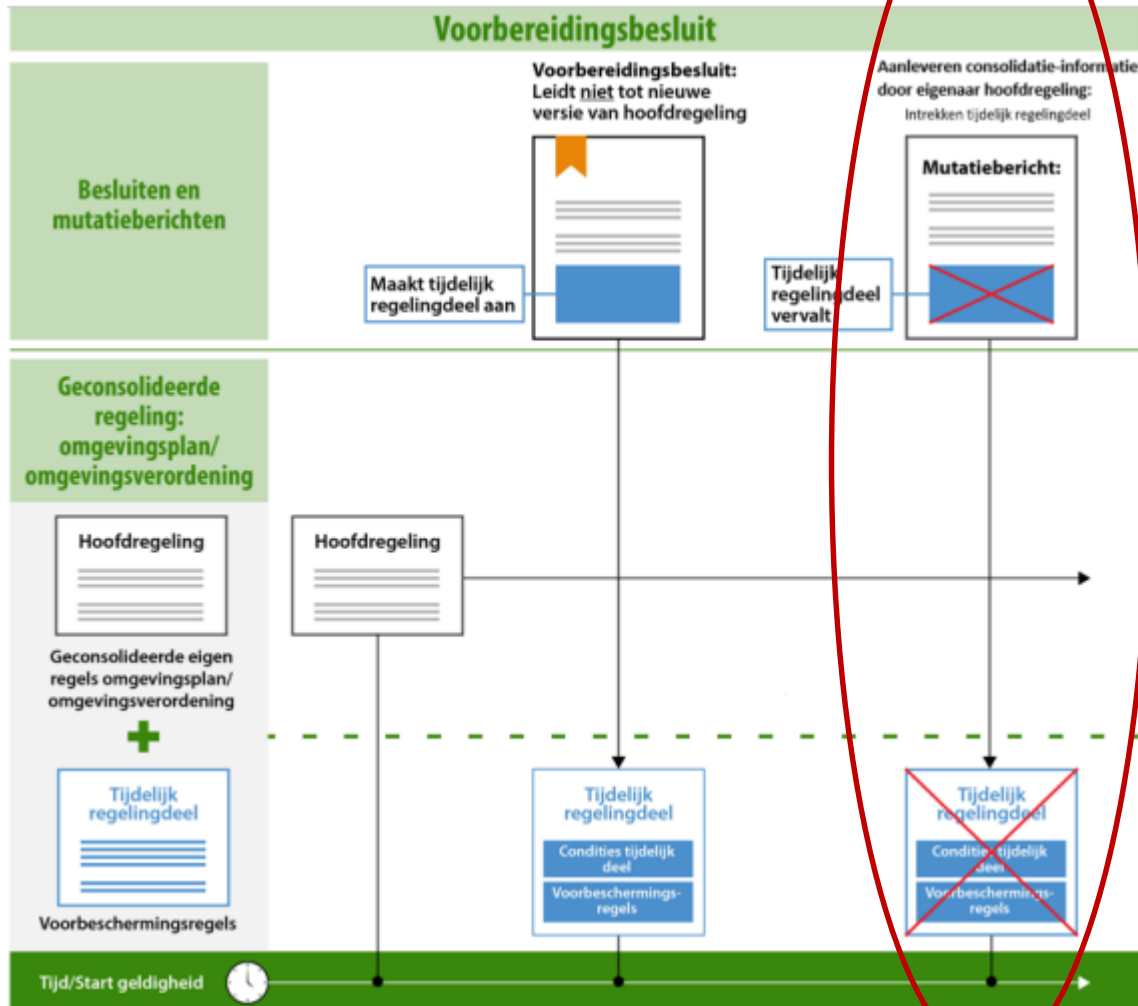 Voorbereidingsbesluit
Besluiten en
mutatieberichten
Voorbereidingsbesluit:
Leidt niet tot nieuwe
versie van hoofdregeling
Maakt tijdelijk
regelingdeel aan
Aanleveren consolidatie-informatie
door eigenaar hoofdregeling:
Intrekken tijdelijk regelingdeel
Mutatiebericht:
Tijdelijk
regelingdeel
vervalt
Geconsolideerde
regeling:
omgevingsplan/
omgevingsverordening
Hoofdregeling
Geconsolideerde eigen
regels omgevingsplan/
omgevingsverordening
Hoofdregeling
Tijdelijk
regelingdeel
Voorbeschermingsregels
Tijdelijk
regelingdeel
Condities tijdelijk
deel
Voorbeschermings-
regels
Tijdelijk
regelingdeel
Condities tijdelijk
deel
Voorbeschermings-
regels
Tijd/Start geldigheid